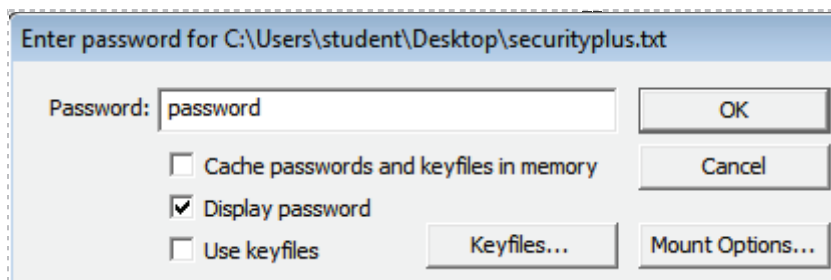 Enter password for C:\Users\student\Desktop\securityplus.txt
Password: password OK
Cache passwords and keyfiles in memory Cancel
Display password
Use keyfiles Keyfiles... Mount Options...